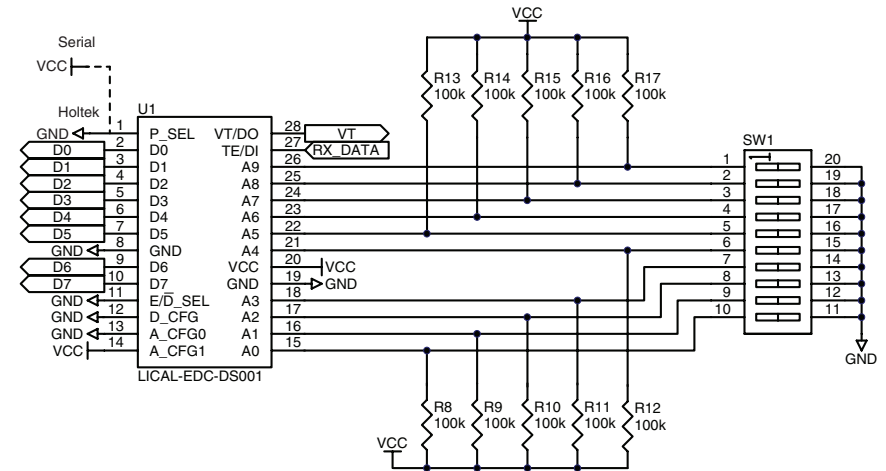 VCC
Serial
VCC
R13 R14 R15 R16 R17
100k 100k 100k 100k 100k
Holtek
U1
GND 1 P_SEL VT/DO 28 VT
D0 2 D0 TE/DI 27 RX_DATA
D1 3 D1 A9 26
D2 4 D2 A8 25
D3 5 D3 A7 24
D4 6 D4 A6 23
D5 7 D5 A5 22
GND 8 GND A4 21
D6 9 D6 VCC 20 VCC
D7 10 D7 GND 19 GND
GND 11 E/D_SEL A3 18
GND 12 D_CFG A2 17
GND 13 A_CFG0 A1 16
VCC 14 A_CFG1 A0 15
LICAL-EDC-DS001
SW1
1 20
2 19
3 18
4 17
5 16
6 15
7 14
8 13
9 12
10 11
GND
R8 R9 R10 R11 R12
100k 100k 100k 100k 100k
VCC